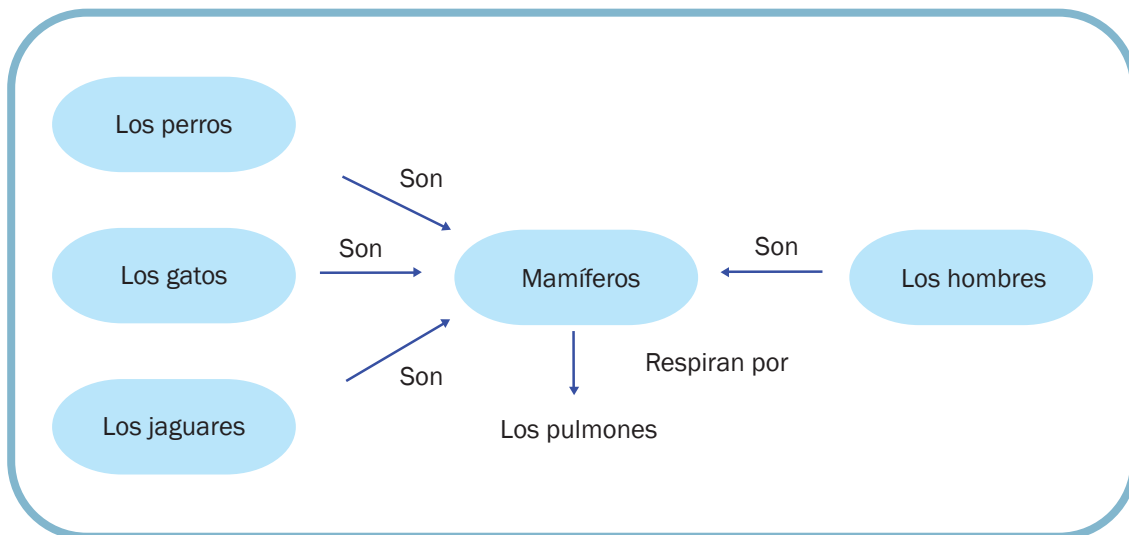 Los perros
Son
Los gatos
Son
Mamíferos
Son
Los hombres
Los jaguares
Son
Respiran por
Los pulmones